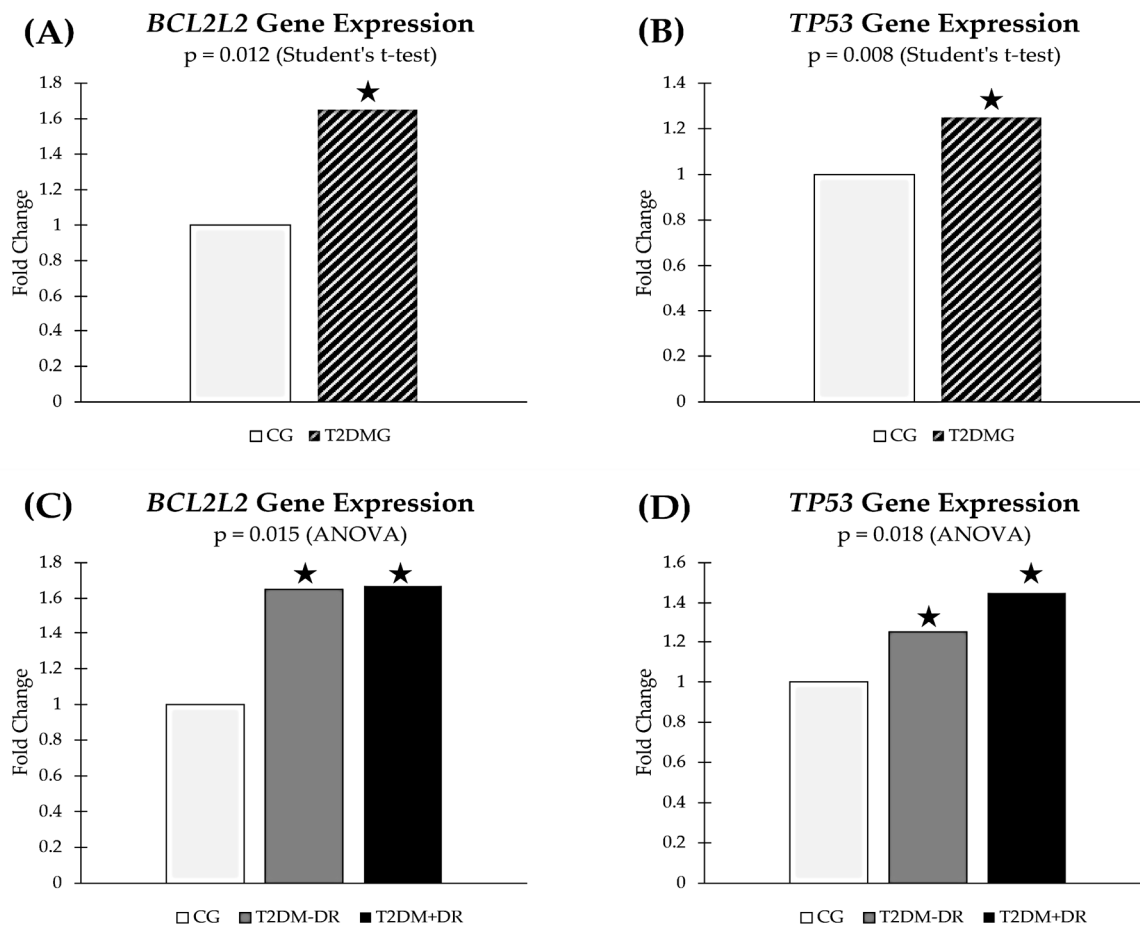 (A)
BCL2L2 Gene Expression
p = 0.012 (Student's t-test)
Fold Change
1.8
1.6
1.4
1.2
1
0.8
0.6
0.4
0.2
0
★
CG T2DMG
(B)
TP53 Gene Expression
p = 0.008 (Student's t-test)
Fold Change
1.4
1.2
1
0.8
0.6
0.4
0.2
0
★
CG T2DMG
(C)
BCL2L2 Gene Expression
p = 0.015 (ANOVA)
Fold Change
1.8
1.6
1.4
1.2
1
0.8
0.6
0.4
0.2
0
★ ★
CG T2DM-DR T2DM+DR
(D)
TP53 Gene Expression
p = 0.018 (ANOVA)
Fold Change
1.6
1.4
1.2
1
0.8
0.6
0.4
0.2
0
★ ★
CG T2DM-DR T2DM+DR